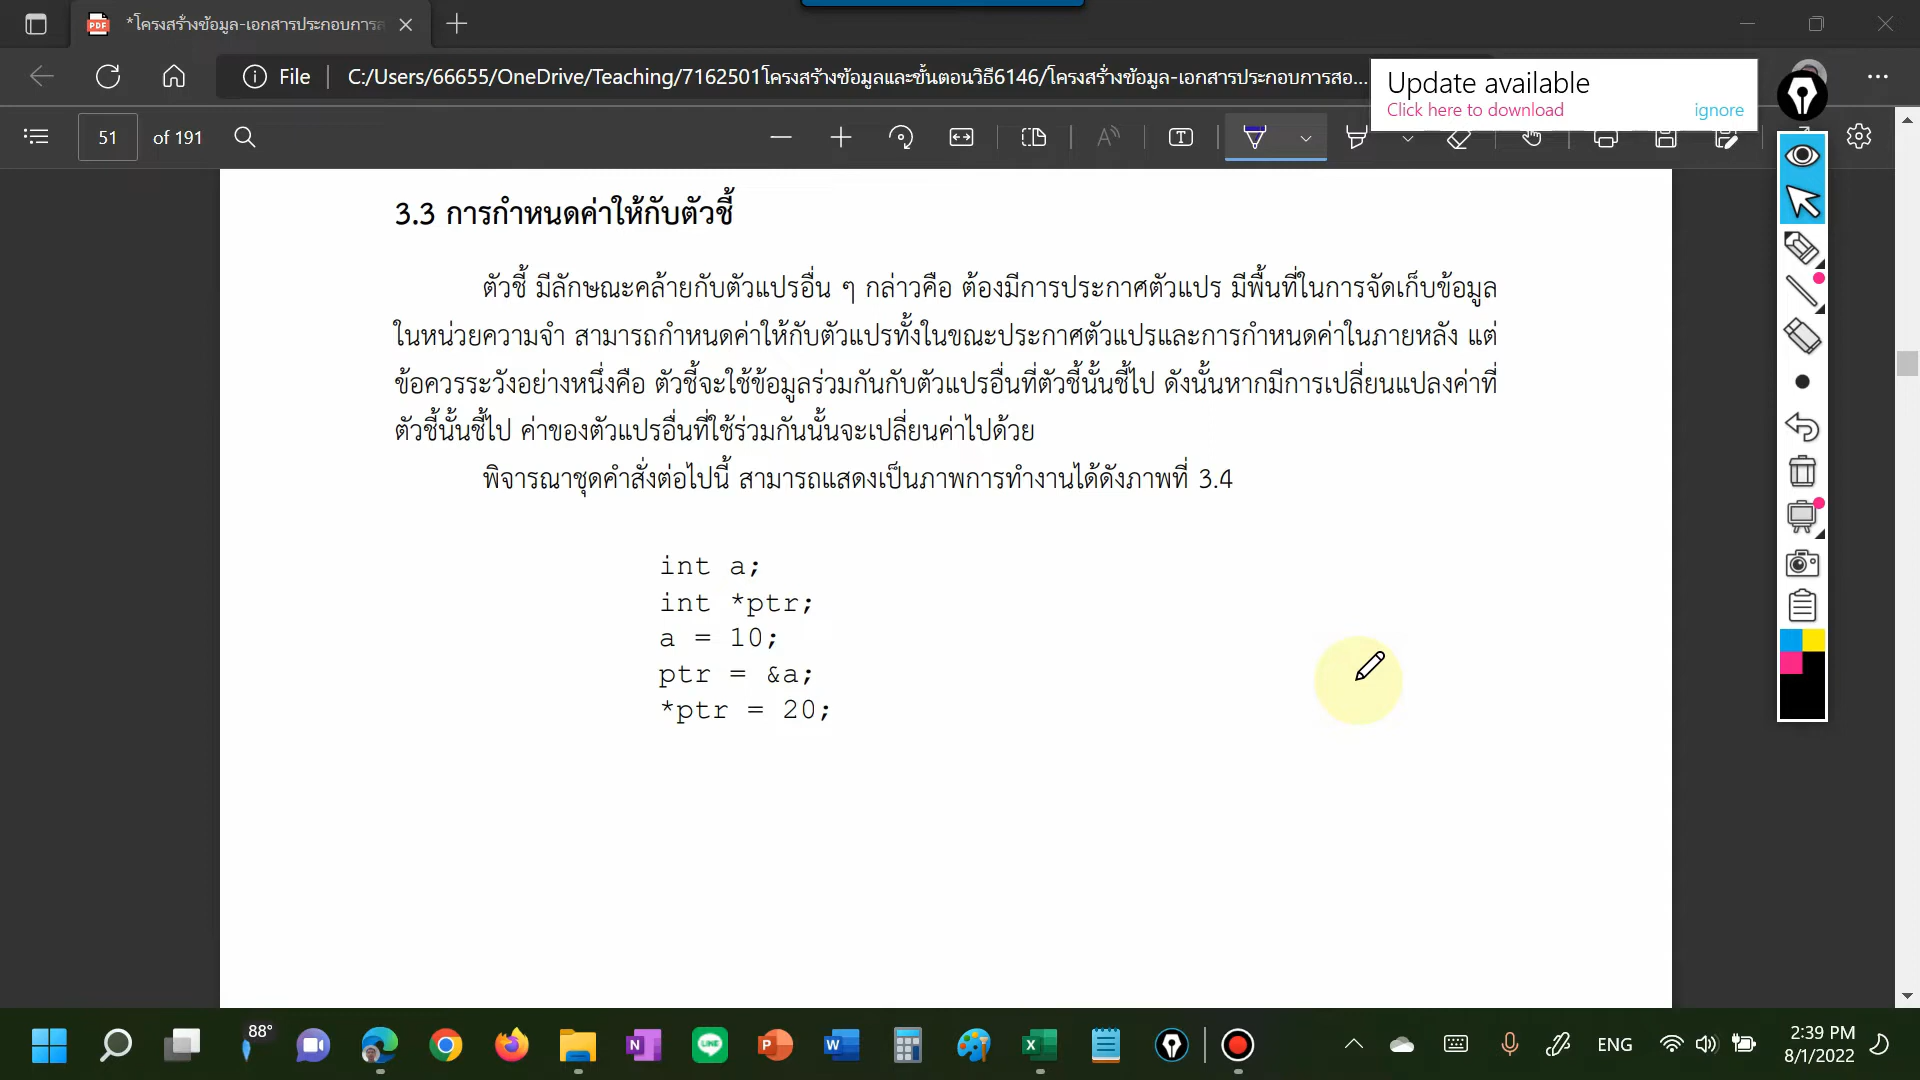 *โครงสร้้างข้อมูล-เอกสารประกอบการส
File
C:/Users/66655/OneDrive/Teaching/7162501โครงสร้างข้อมูลและขั้นตอนวิธี6146/โครงสร้้างข้อมูล-เอกสารประกอบการสอ...
Update available
Click here to download
ignore
51
of 191
3.3 การกำหนดค่าให้กับตัวชี้
ตัวชี้ มีลักษณะคล้ายกับตัวแปรอื่น ๆ กล่าวคือ ต้องมีการประกาศตัวแปร มีพื้นที่ในการจัดเก็บข้อมูล
ในหน่วยความจำ สามารถกำหนดค่าให้กับตัวแปรทั้งในขณะประกาศตัวแปรและการกำหนดค่าในภายหลัง แต่
ข้อควรระวังอย่างหนึ่งคือ ตัวชี้จะใช้ข้อมูลร่วมกันกับตัวแปรอื่นที่ตัวชี้นั้นชี้ไป ดังนั้นหากมีการเปลี่ยนแปลงค่าที่
ตัวชี้นั้นชี้ไป ค่าของตัวแปรอื่นที่ใช้ร่วมกันนั้นจะเปลี่ยนค่าไปด้วย
พิจารณาชุดคำสั่งต่อไปนี้ สามารถแสดงเป็นภาพการทำงานได้ดังภาพที่ 3.4
int a;
int *ptr;
a = 10;
ptr = &a;
*ptr = 20;
88°
ENG
2:39 PM
8/1/2022